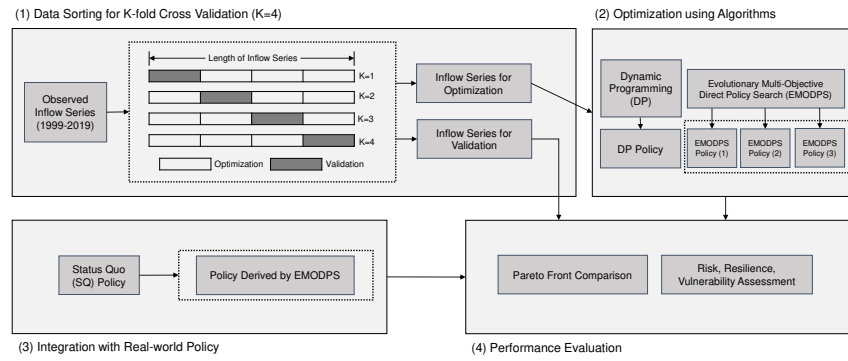 (1) Data Sorting for K-fold Cross Validation (K=4)
(2) Optimization using Algorithms
Length of Inflow Series
K=1
K=2
K=3
K=4
Optimization
Validation
Observed
Inflow Series
(1999-2019)
Inflow Series for
Optimization
Inflow Series for
Validation
Dynamic
Programming
(DP)
DP Policy
Evolutionary Multi-Objective
Direct Policy Search (EMODPS)
EMODPS
Policy (1)
EMODPS
Policy (2)
EMODPS
Policy (3)
Status Quo
(SQ) Policy
Policy Derived by EMODPS
Pareto Front Comparison
Risk, Resilience,
Vulnerability Assessment
(3) Integration with Real-world Policy
(4) Performance Evaluation